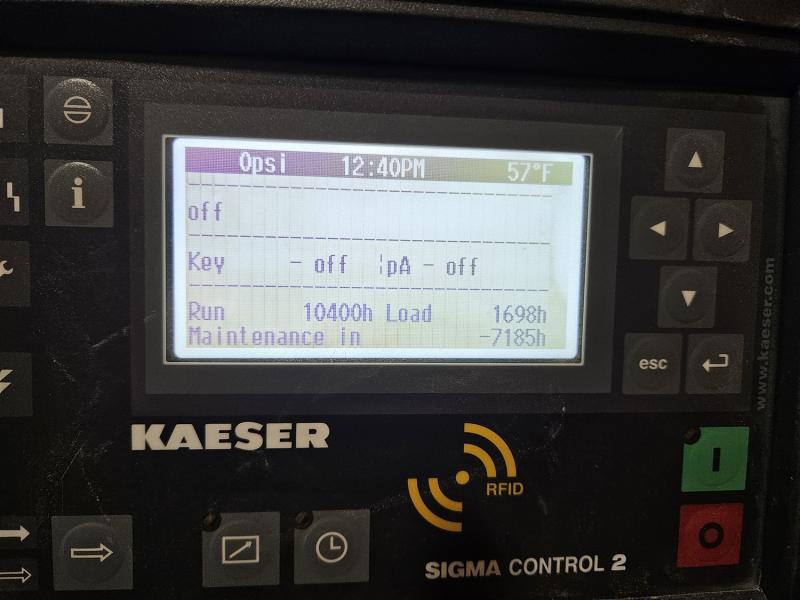 0psi 12:40PM 57°F
off
Key - off ¦pA - off
Run 10400h Load 1698h
Maintenance in -7185h
esc
www.kaeser.com
KAESER
RFID
I
O
SIGMA CONTROL 2